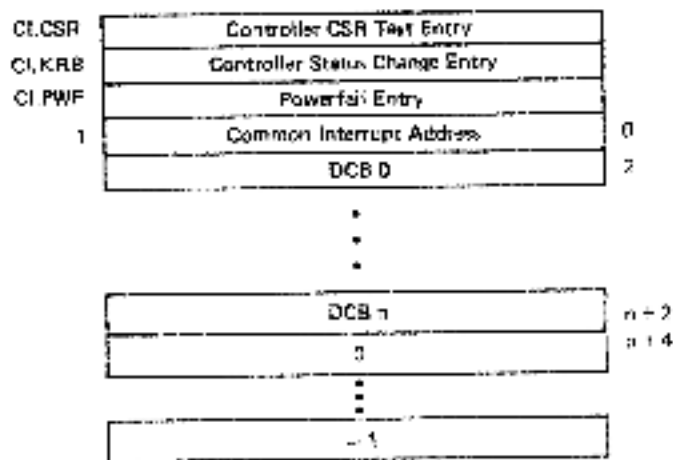 CI.CSR Controller CSR Test Entry
CI.KRB Controller Status Change Entry
CI.PWF Powerfail Entry
1 Common Interrupt Address 0
DCB 0 2
DCB n n + 2
0 n + 4